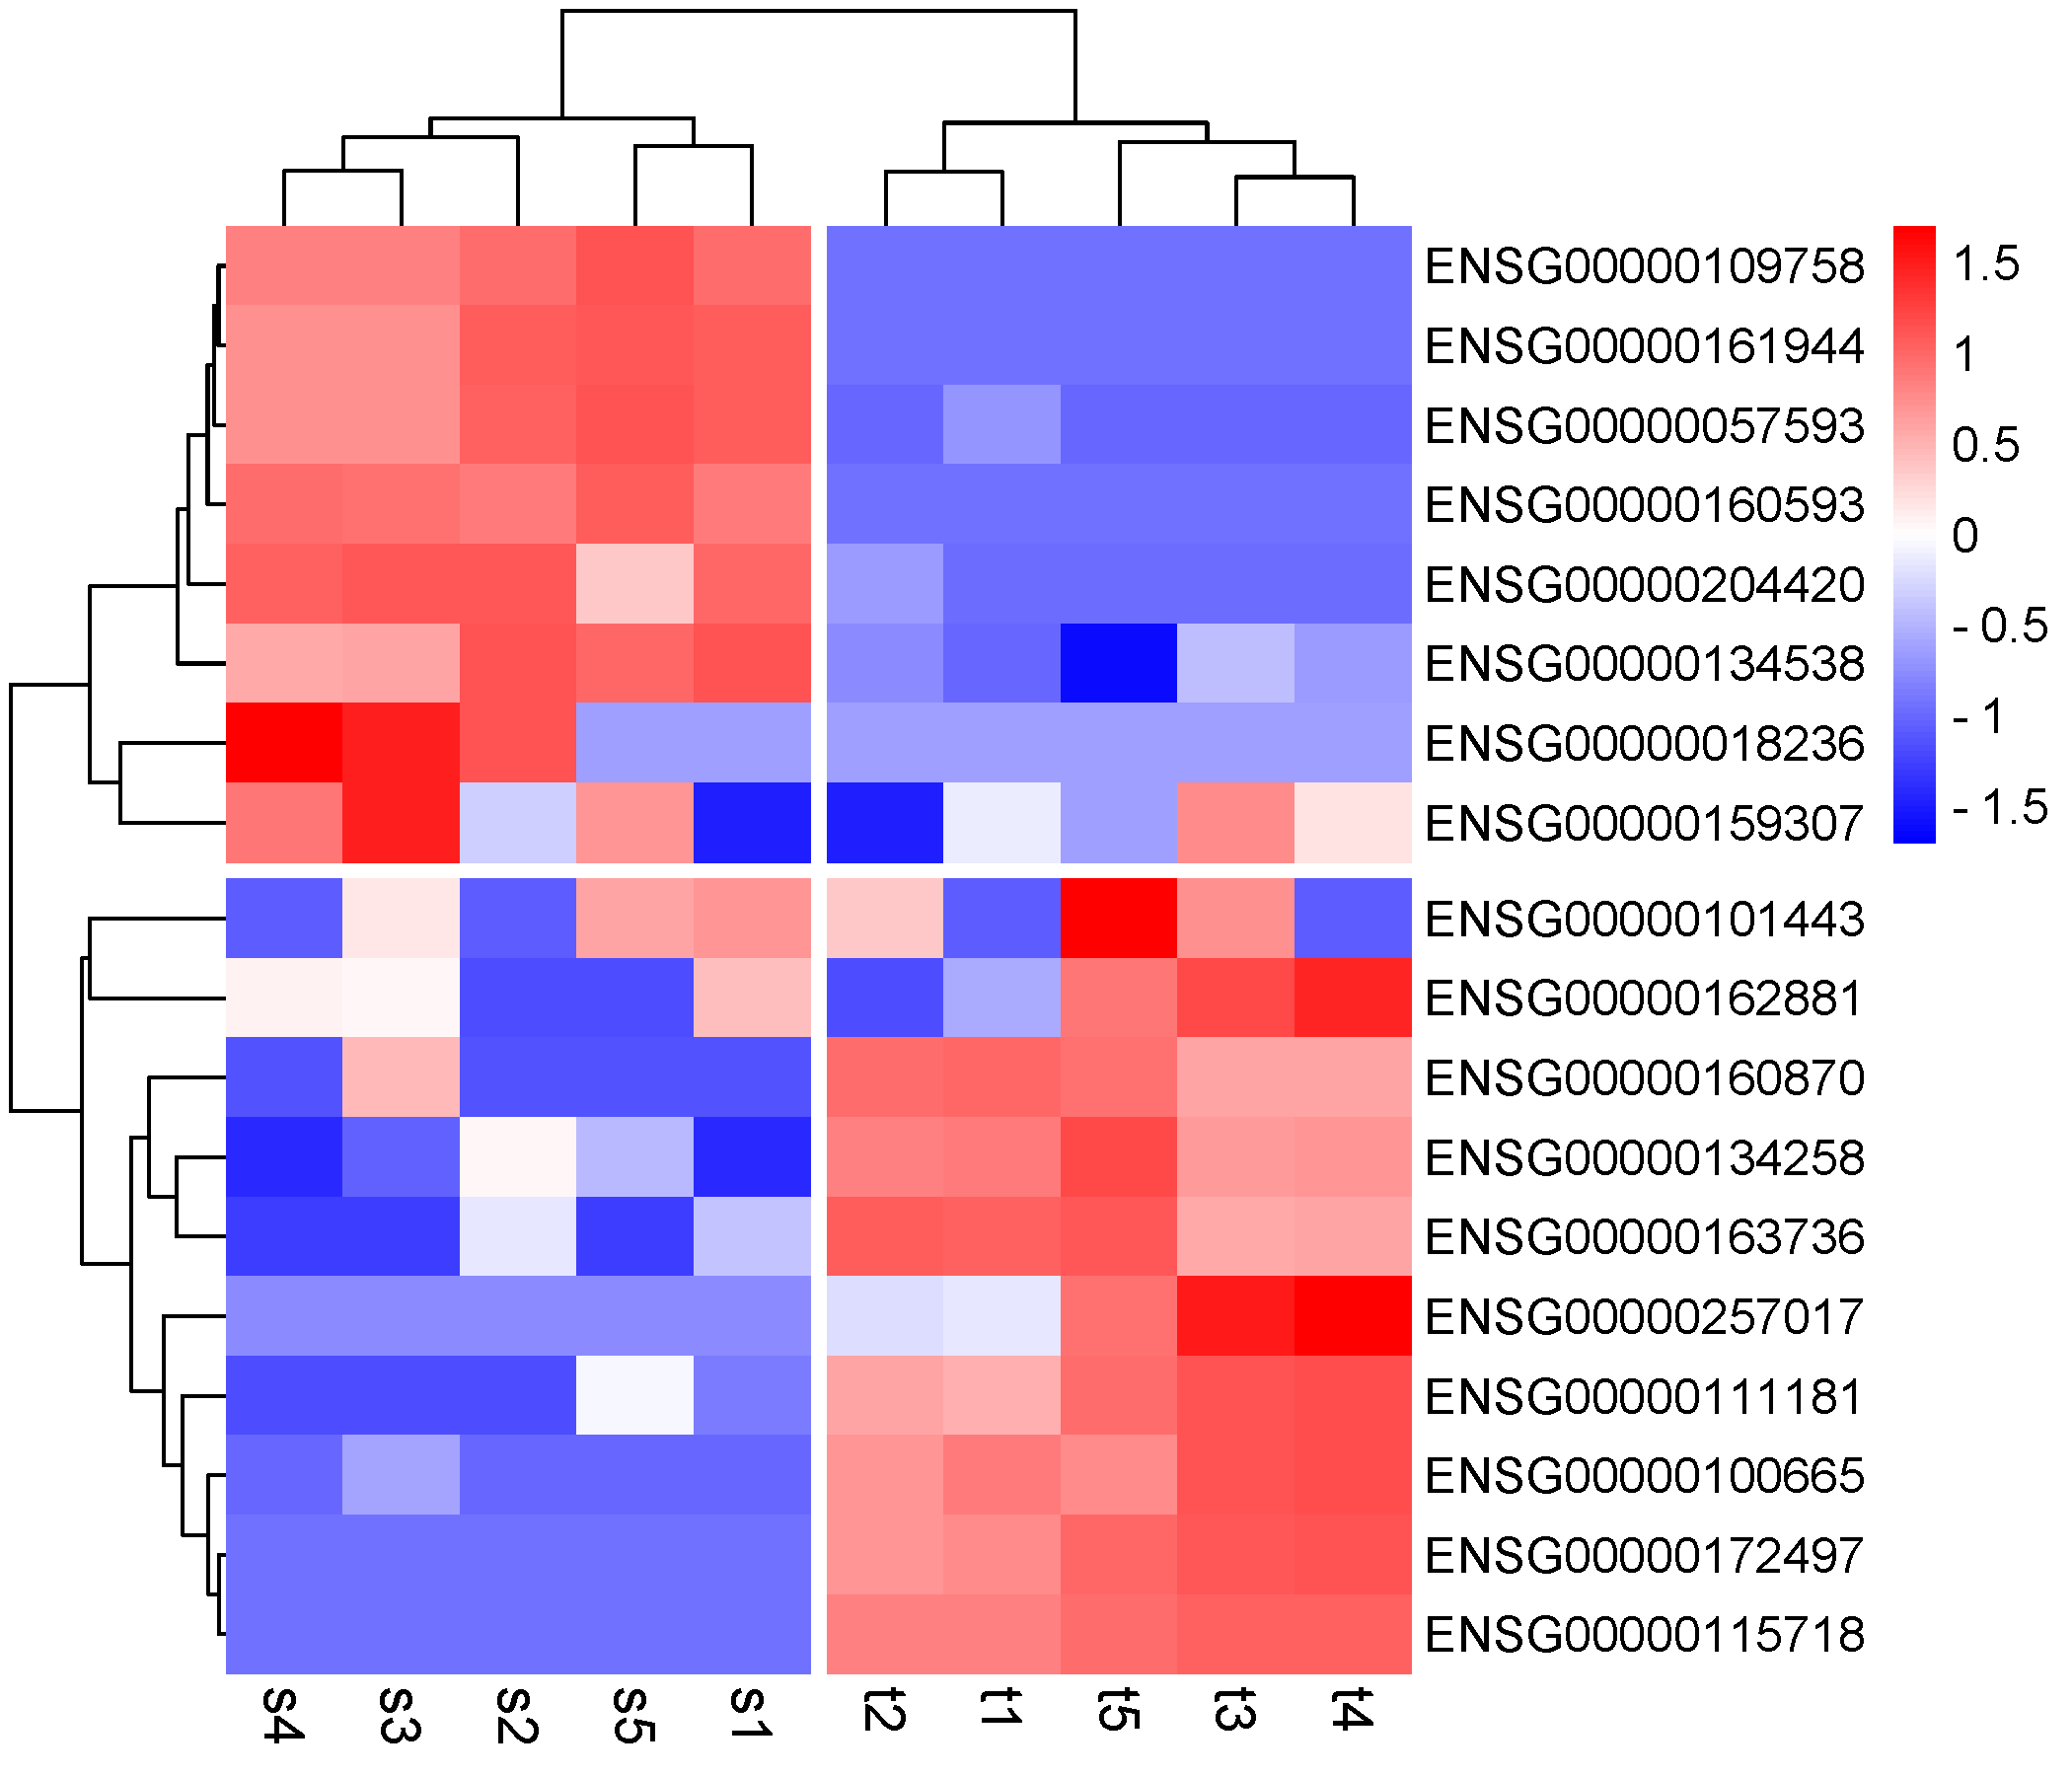 ENSG00000109758
ENSG00000161944
ENSG00000057593
ENSG00000160593
ENSG00000204420
ENSG00000134538
ENSG00000018236
ENSG00000159307
ENSG00000101443
ENSG00000162881
ENSG00000160870
ENSG00000134258
ENSG00000163736
ENSG00000257017
ENSG00000111181
ENSG00000100665
ENSG00000172497
ENSG00000115718
1.5
1
0.5
0
-0.5
-1
-1.5
s4 s3 s2 s5 s1 t2 t1 t5 t3 t4